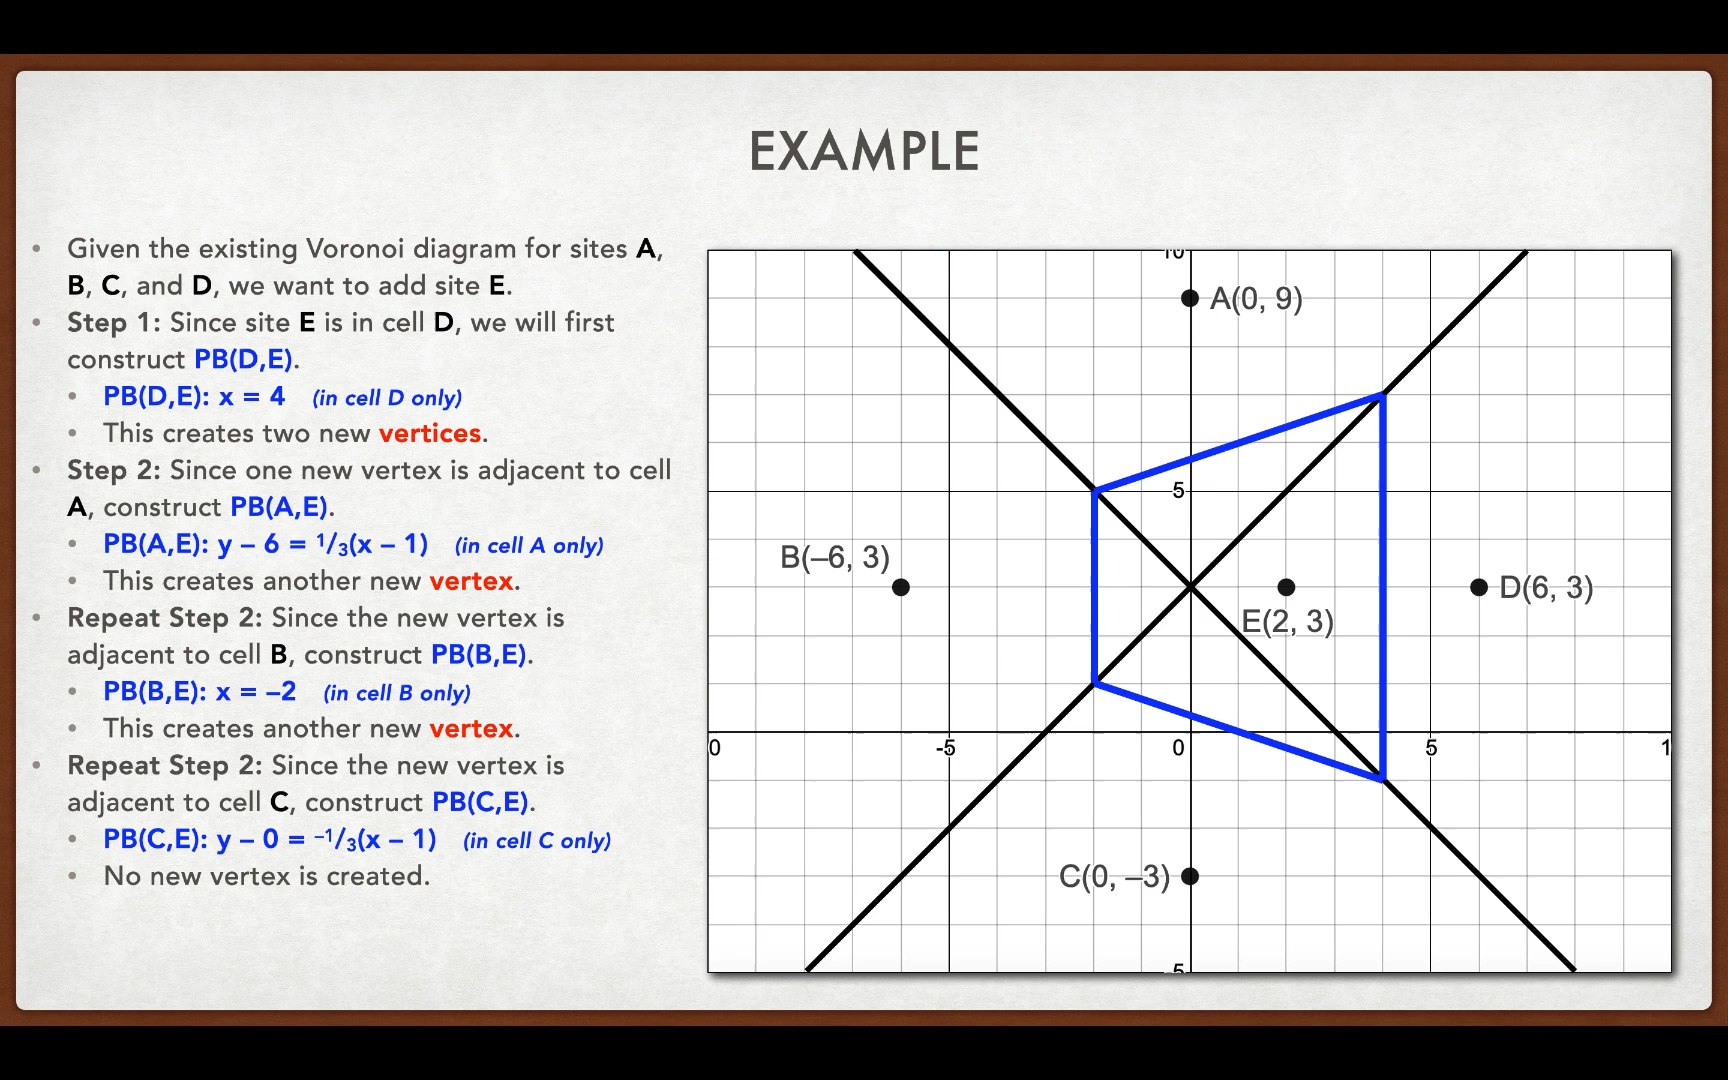 EXAMPLE
• Given the existing Voronoi diagram for sites A,
B, C, and D, we want to add site E.
• Step 1: Since site E is in cell D, we will first
construct PB(D,E).
• PB(D,E): x = 4 (in cell D only)
• This creates two new vertices.
• Step 2: Since one new vertex is adjacent to cell
A, construct PB(A,E).
• PB(A,E): y – 6 = ¹/₃(x – 1) (in cell A only)
• This creates another new vertex.
• Repeat Step 2: Since the new vertex is
adjacent to cell B, construct PB(B,E).
• PB(B,E): x = –2 (in cell B only)
• This creates another new vertex.
• Repeat Step 2: Since the new vertex is
adjacent to cell C, construct PB(C,E).
• PB(C,E): y – 0 = ⁻¹/₃(x – 1) (in cell C only)
• No new vertex is created.
10
A(0, 9)
5
B(–6, 3)
D(6, 3)
E(2, 3)
0 -5 0 5 1
C(0, –3)
-5